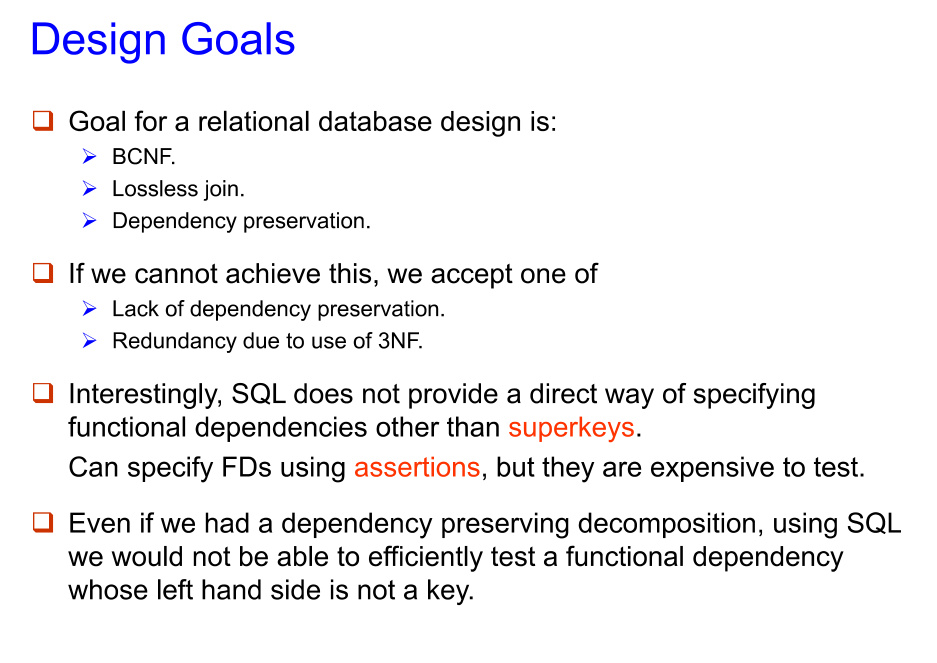 Design Goals
Goal for a relational database design is:
BCNF.
Lossless join.
Dependency preservation.
If we cannot achieve this, we accept one of
Lack of dependency preservation.
Redundancy due to use of 3NF.
Interestingly, SQL does not provide a direct way of specifying
functional dependencies other than superkeys.
Can specify FDs using assertions, but they are expensive to test.
Even if we had a dependency preserving decomposition, using SQL
we would not be able to efficiently test a functional dependency
whose left hand side is not a key.